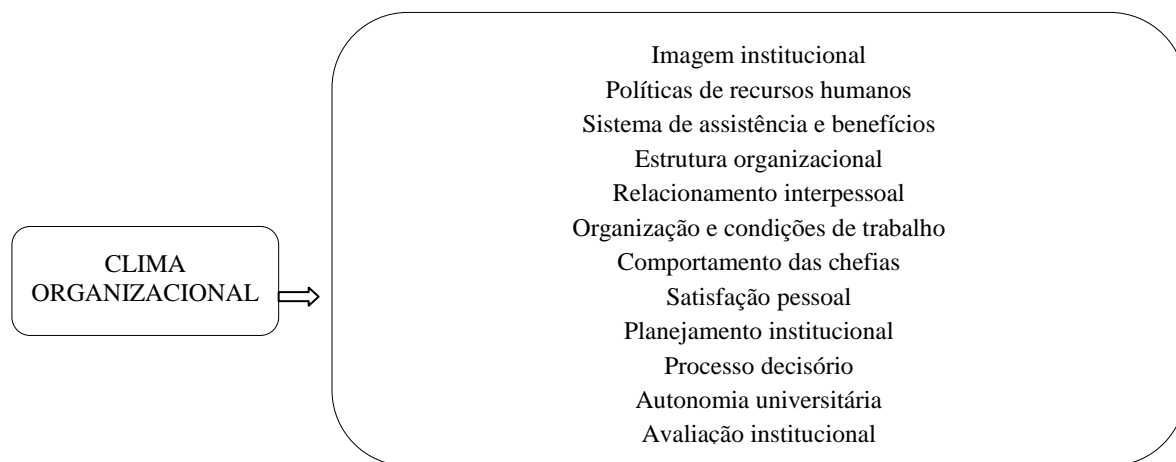 CLIMA
ORGANIZACIONAL
Imagem institucional
Políticas de recursos humanos
Sistema de assistência e benefícios
Estrutura organizacional
Relacionamento interpessoal
Organização e condições de trabalho
Comportamento das chefias
Satisfação pessoal
Planejamento institucional
Processo decisório
Autonomia universitária
Avaliação institucional